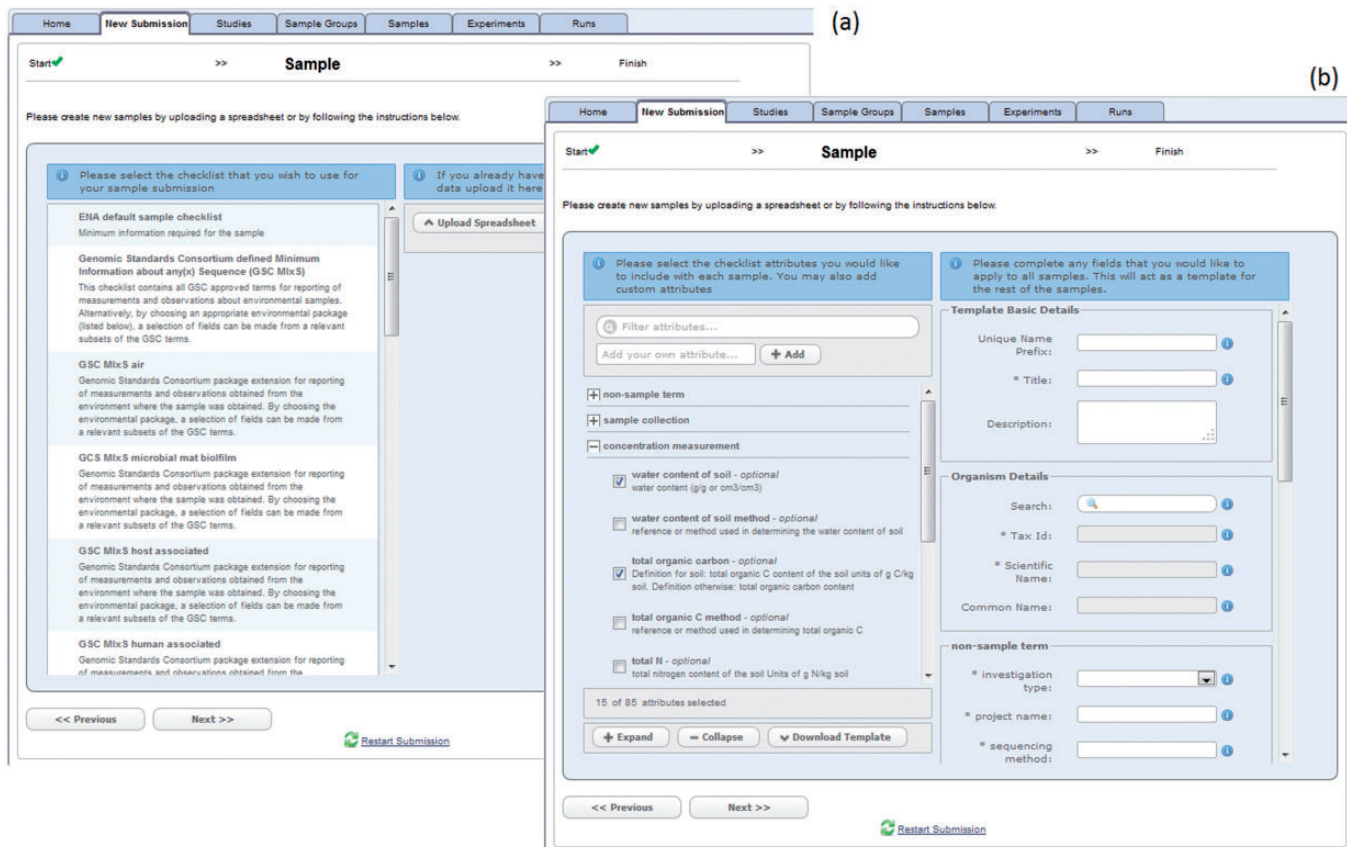 (a)
Home New Submission Studies Sample Groups Samples Experiments Runs
Start >> Sample >> Finish
Please create new samples by uploading a spreadsheet or by following the instructions below.
Please select the checklist that you wish to use for
your sample submission
If you already have
data upload it here
Upload Spreadsheet
ENA default sample checklist
Minimum information required for the sample
Genomic Standards Consortium defined Minimum
Information about any(x) Sequence (GSC MIxS)
This checklist contains all GSC approved terms for reporting of
measurements and observations about environmental samples.
Alternatively, by choosing an appropriate environmental package
(listed below), a selection of fields can be made from a relevant
subsets of the GSC terms.
GSC MIxS air
Genomic Standards Consortium package extension for reporting
of measurements and observations obtained from the
environment where the sample was obtained. By choosing the
environmental package, a selection of fields can be made from
a relevant subsets of the GSC terms.
GCS MIxS microbial mat biolfilm
Genomic Standards Consortium package extension for reporting
of measurements and observations obtained from the
environment where the sample was obtained. By choosing the
environmental package, a selection of fields can be made from
a relevant subsets of the GSC terms.
GSC MIxS host associated
Genomic Standards Consortium package extension for reporting
of measurements and observations obtained from the
environment where the sample was obtained. By choosing the
environmental package, a selection of fields can be made from
a relevant subsets of the GSC terms.
GSC MIxS human associated
Genomic Standards Consortium package extension for reporting
of measurements and observations obtained from the
<< Previous Next >>
Restart Submission
(b)
Home New Submission Studies Sample Groups Samples Experiments Runs
Start >> Sample >> Finish
Please create new samples by uploading a spreadsheet or by following the instructions below.
Please select the checklist attributes you would like
to include with each sample. You may also add
custom attributes
Filter attributes...
Add your own attribute... + Add
non-sample term
sample collection
concentration measurement
water content of soil - optional
water content (g/g or cm3/cm3)
water content of soil method - optional
reference or method used in determining the water content of soil
total organic carbon - optional
Definition for soil: total organic C content of the soil units of g C/kg
soil. Definition otherwise: total organic carbon content
total organic C method - optional
reference or method used in determining total organic C
total N - optional
total nitrogen content of the soil Units of g N/kg soil
15 of 85 attributes selected
+ Expand - Collapse Download Template
Please complete any fields that you would like to
apply to all samples. This will act as a template for
the rest of the samples.
Template Basic Details
Unique Name
Prefix:
* Title:
Description:
Organism Details
Search:
* Tax Id:
* Scientific
Name:
Common Name:
non-sample term
* investigation
type:
* project name:
* sequencing
method:
<< Previous Next >>
Restart Submission